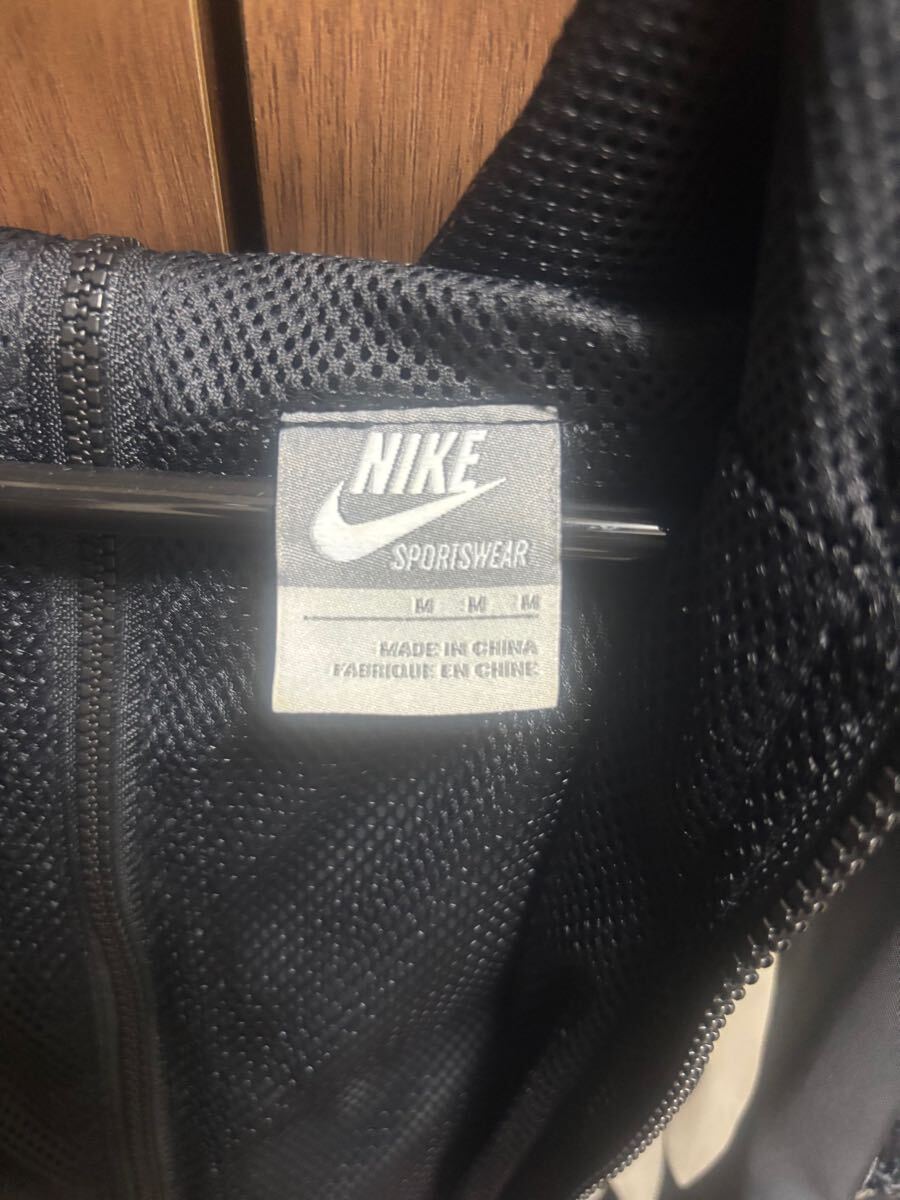 NIKE
SPORTSWEAR
M M M
MADE IN CHINA
FABRIQUE EN CHINE